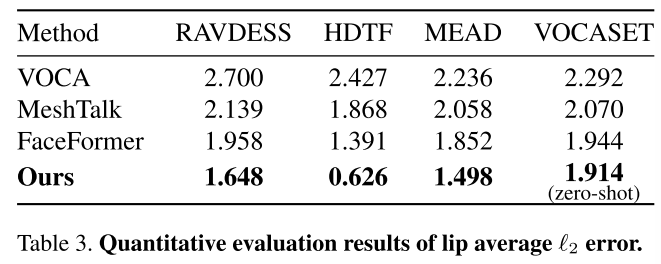 Method RAVDESS HDTF MEAD VOCASET
VOCA 2.700 2.427 2.236 2.292
MeshTalk 2.139 1.868 2.058 2.070
FaceFormer 1.958 1.391 1.852 1.944
Ours 1.648 0.626 1.498 1.914
(zero-shot)
Table 3. Quantitative evaluation results of lip average ℓ₂ error.